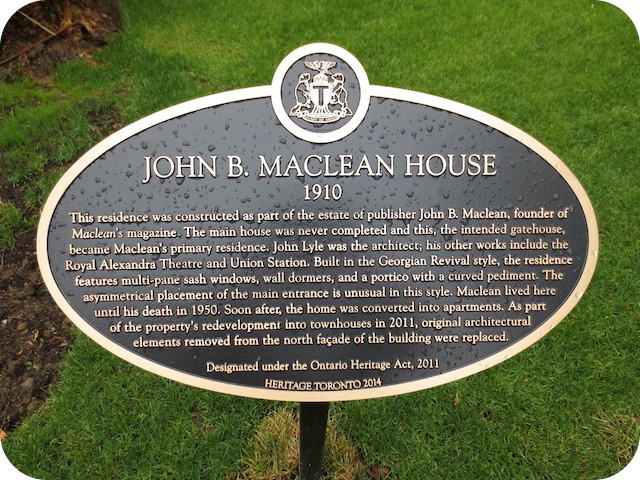 JOHN B. MACLEAN HOUSE
1910
This residence was constructed as part of the estate of publisher John B. Maclean, founder of
Maclean's magazine. The main house was never completed and this, the intended gatehouse,
became Maclean's primary residence. John Lyle was the architect; his other works include the
Royal Alexandra Theatre and Union Station. Built in the Georgian Revival style, the residence
features multi-pane sash windows, wall dormers, and a portico with a curved pediment. The
asymmetrical placement of the main entrance is unusual in this style. Maclean lived here
until his death in 1950. Soon after, the home was converted into apartments. As part
of the property's redevelopment into townhouses in 2011, original architectural
elements removed from the north façade of the building were replaced.
Designated under the Ontario Heritage Act, 2011
HERITAGE TORONTO 2014